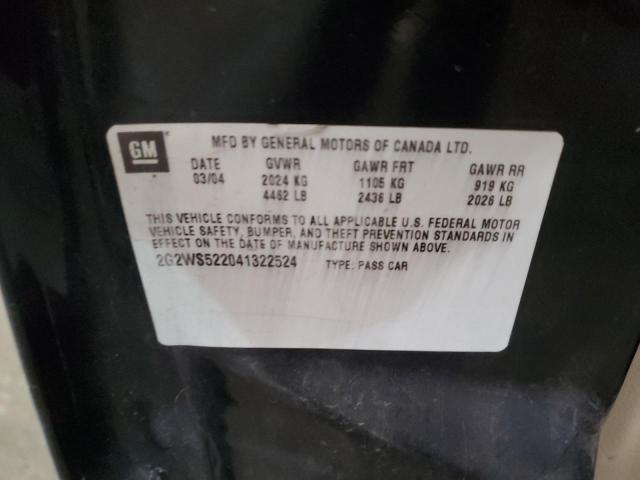 GM
MFD BY GENERAL MOTORS OF CANADA LTD.
DATE GVWR GAWR FRT GAWR RR
03/04 2024 KG 1105 KG 919 KG
4462 LB 2436 LB 2026 LB
THIS VEHICLE CONFORMS TO ALL APPLICABLE U.S. FEDERAL MOTOR
VEHICLE SAFETY, BUMPER, AND THEFT PREVENTION STANDARDS IN
EFFECT ON THE DATE OF MANUFACTURE SHOWN ABOVE.
2G2WS522041322524 TYPE: PASS CAR